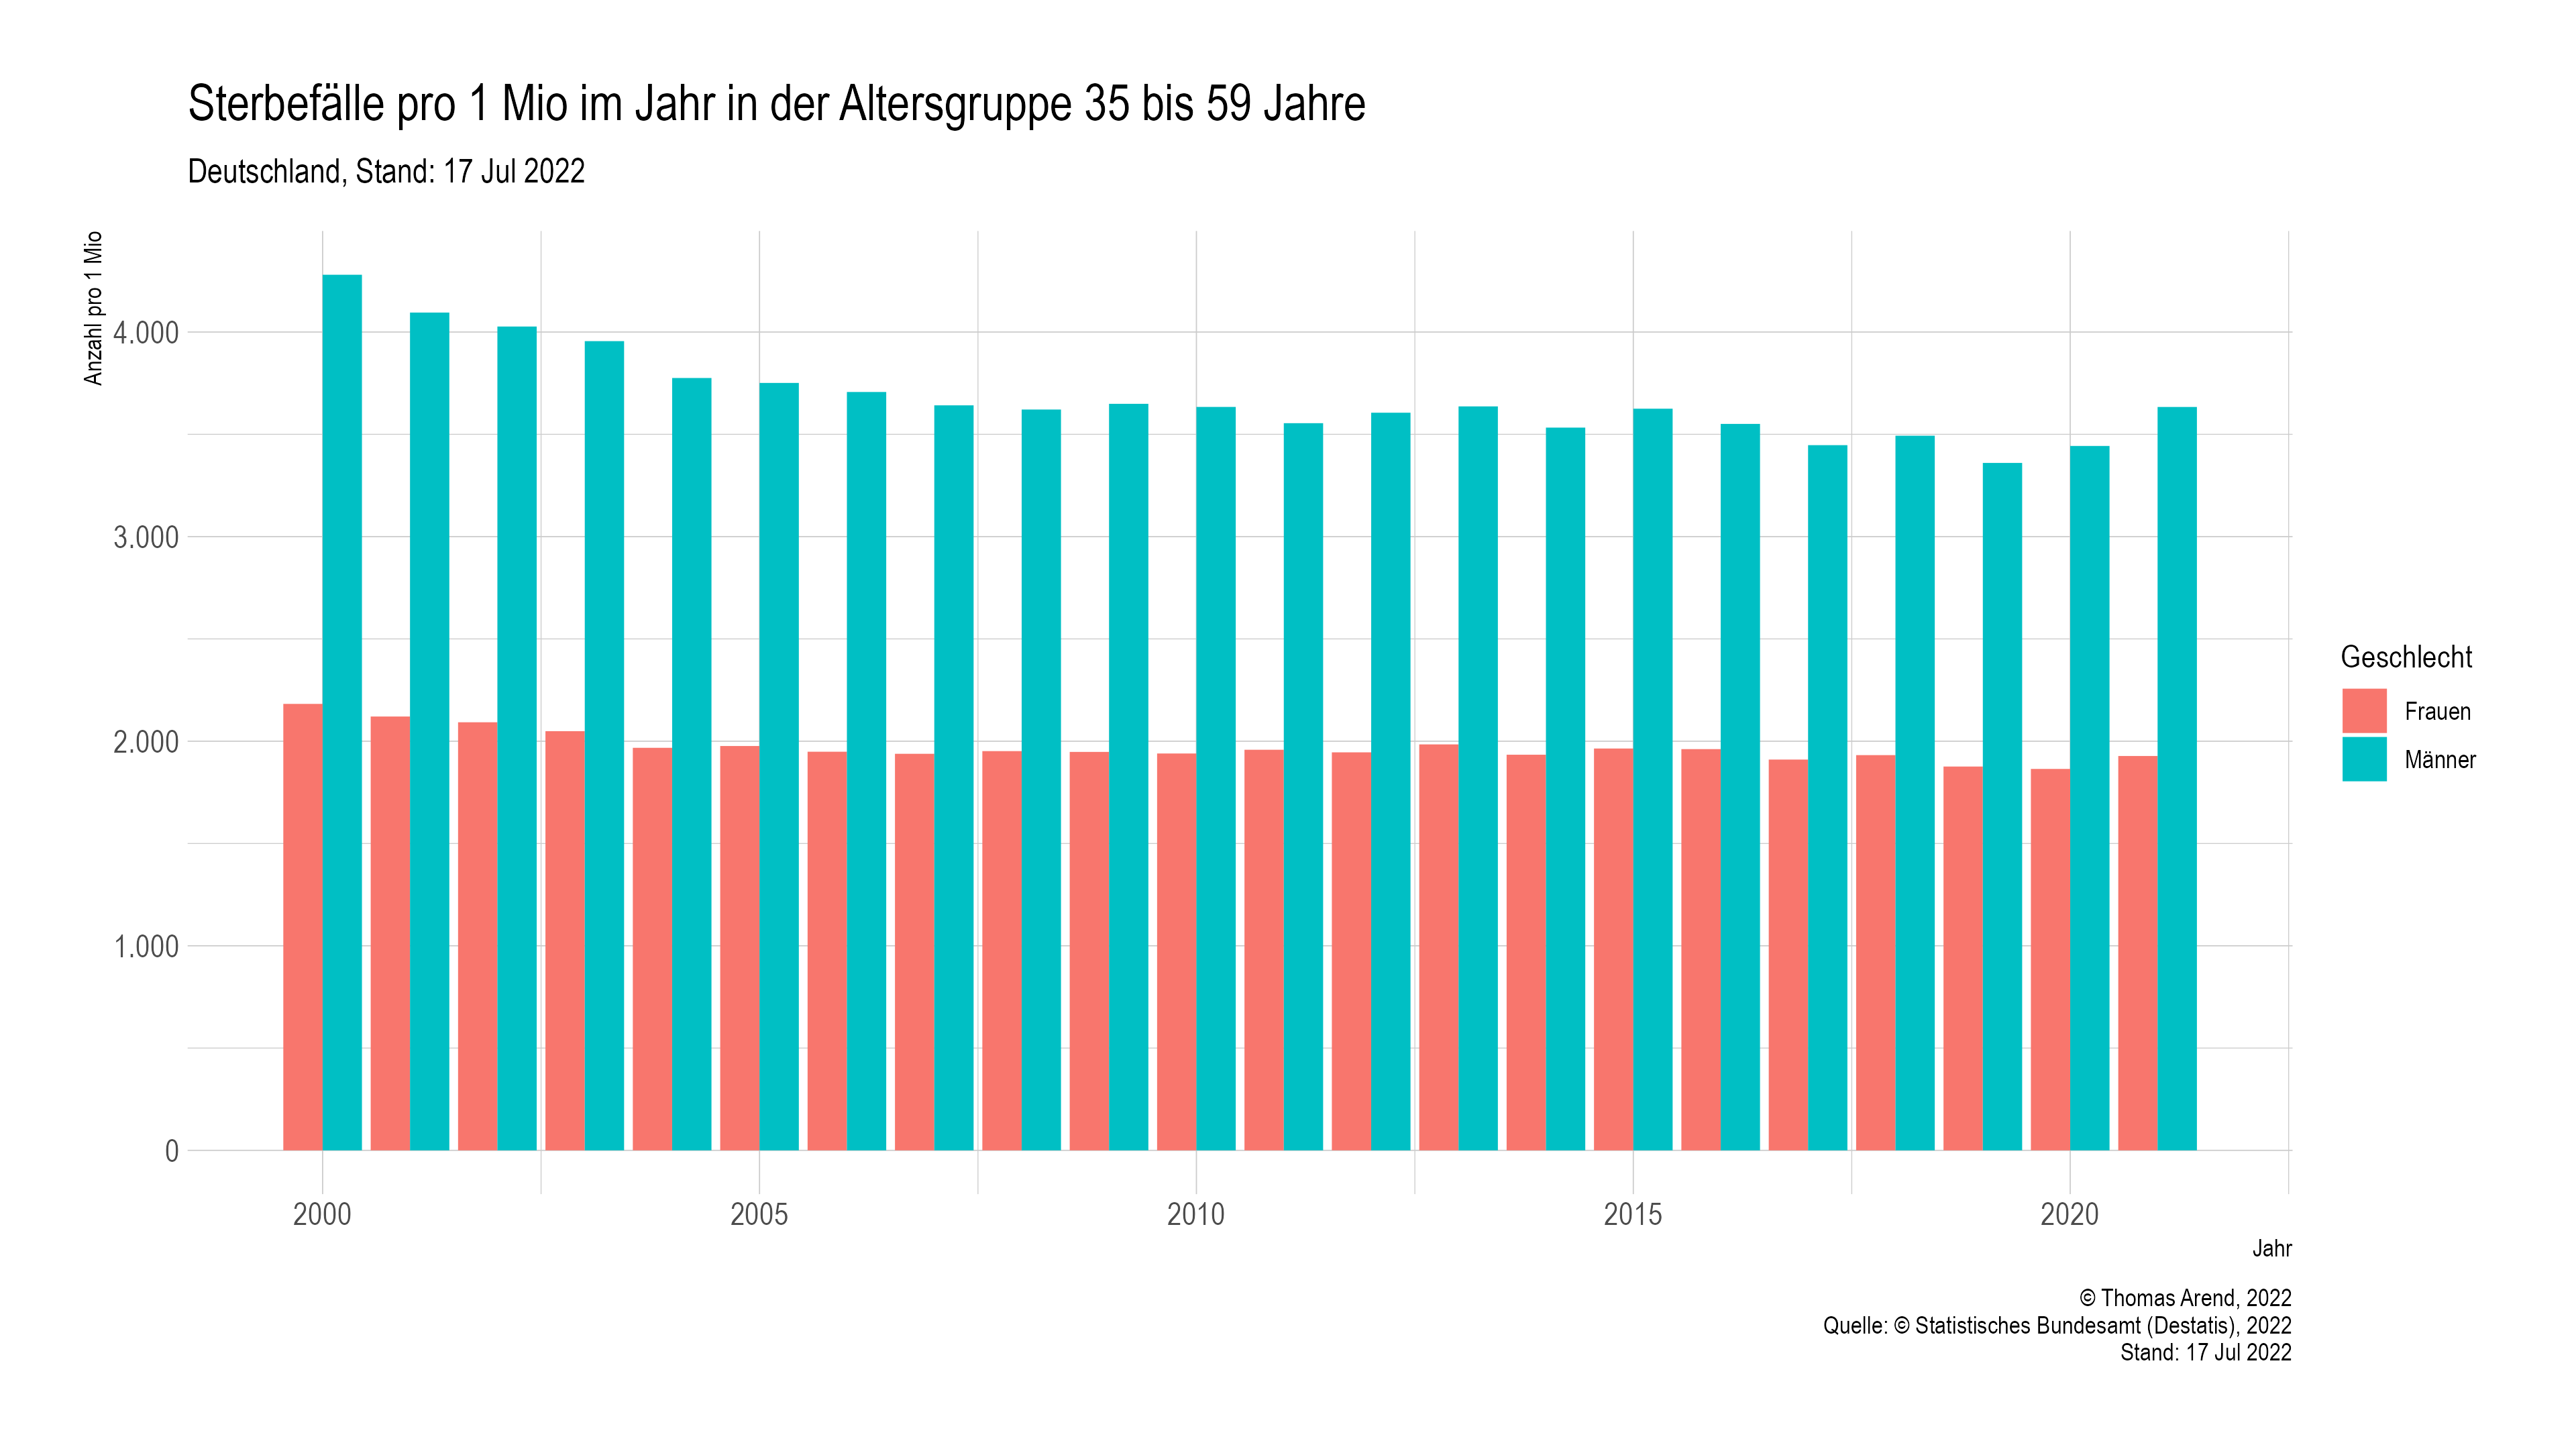 Sterbefälle pro 1 Mio im Jahr in der Altersgruppe 35 bis 59 Jahre
Deutschland, Stand: 17 Jul 2022
Anzahl pro 1 Mio
4.000
3.000
2.000
1.000
0
2000 2005 2010 2015 2020
Jahr
Geschlecht
Frauen
Männer
© Thomas Arend, 2022
Quelle: © Statistisches Bundesamt (Destatis), 2022
Stand: 17 Jul 2022